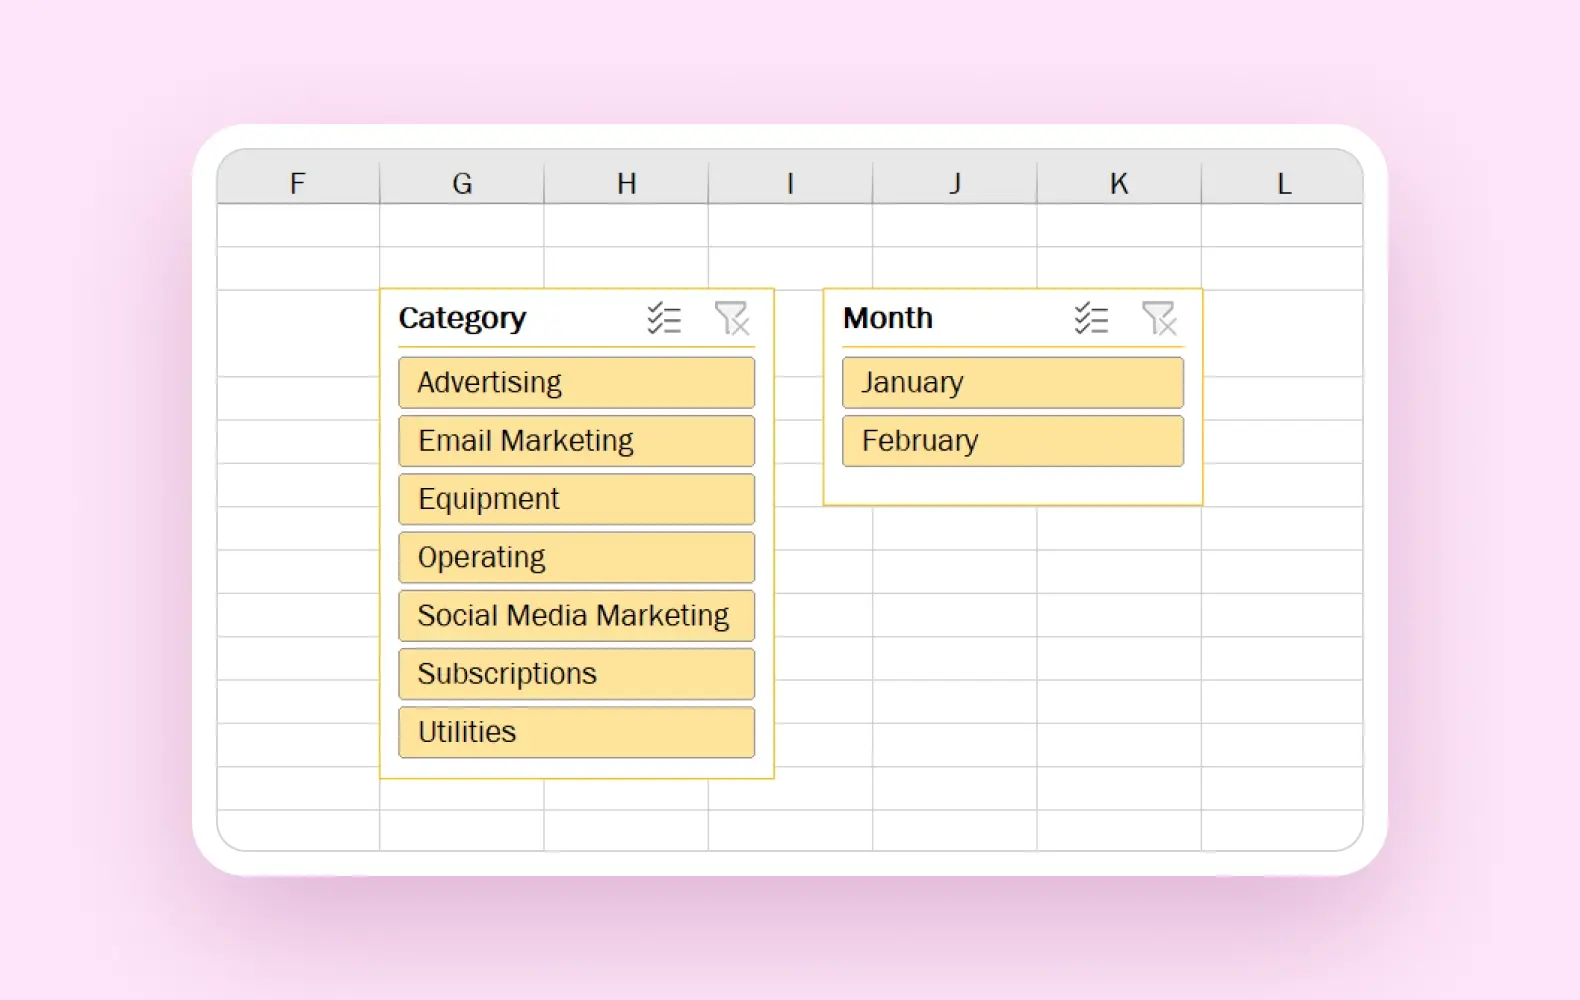 F G H I J K L
Category
Advertising
Email Marketing
Equipment
Operating
Social Media Marketing
Subscriptions
Utilities
Month
January
February